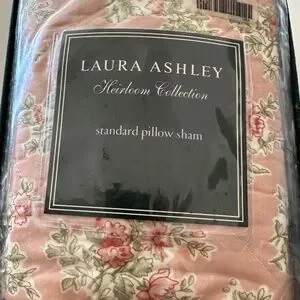 LAURA ASHLEY
Heirloom Collection
standard pillow sham